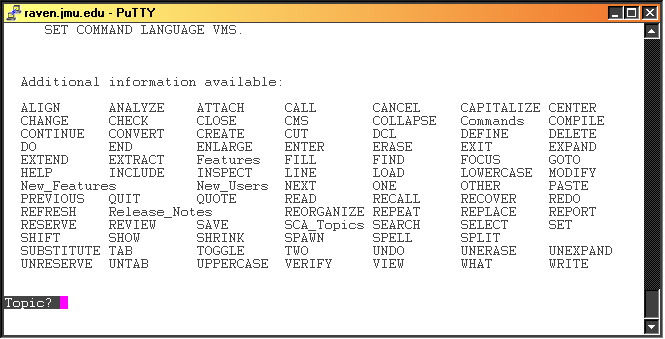 raven.jmu.edu - PuTTY
SET COMMAND LANGUAGE VMS.
Additional information available:
ALIGN ANALYZE ATTACH CALL CANCEL CAPITALIZE CENTER
CHANGE CHECK CLOSE CMS COLLAPSE Commands COMPILE
CONTINUE CONVERT CREATE CUT DCL DEFINE DELETE
DO END ENLARGE ENTER ERASE EXIT EXPAND
EXTEND EXTRACT Features FILL FIND FOCUS GOTO
HELP INCLUDE INSPECT LINE LOAD LOWERCASE MODIFY
New_Features New_Users NEXT ONE OTHER PASTE
PREVIOUS QUIT QUOTE READ RECALL RECOVER REDO
REFRESH Release_Notes REORGANIZE REPEAT REPLACE REPORT
RESERVE REVIEW SAVE SCA_Topics SEARCH SELECT SET
SHIFT SHOW SHRINK SPAWN SPELL SPLIT
SUBSTITUTE TAB TOGGLE TWO UNDO UNERASE UNEXPAND
UNRESERVE UNTAB UPPERCASE VERIFY VIEW WHAT WRITE
Topic?